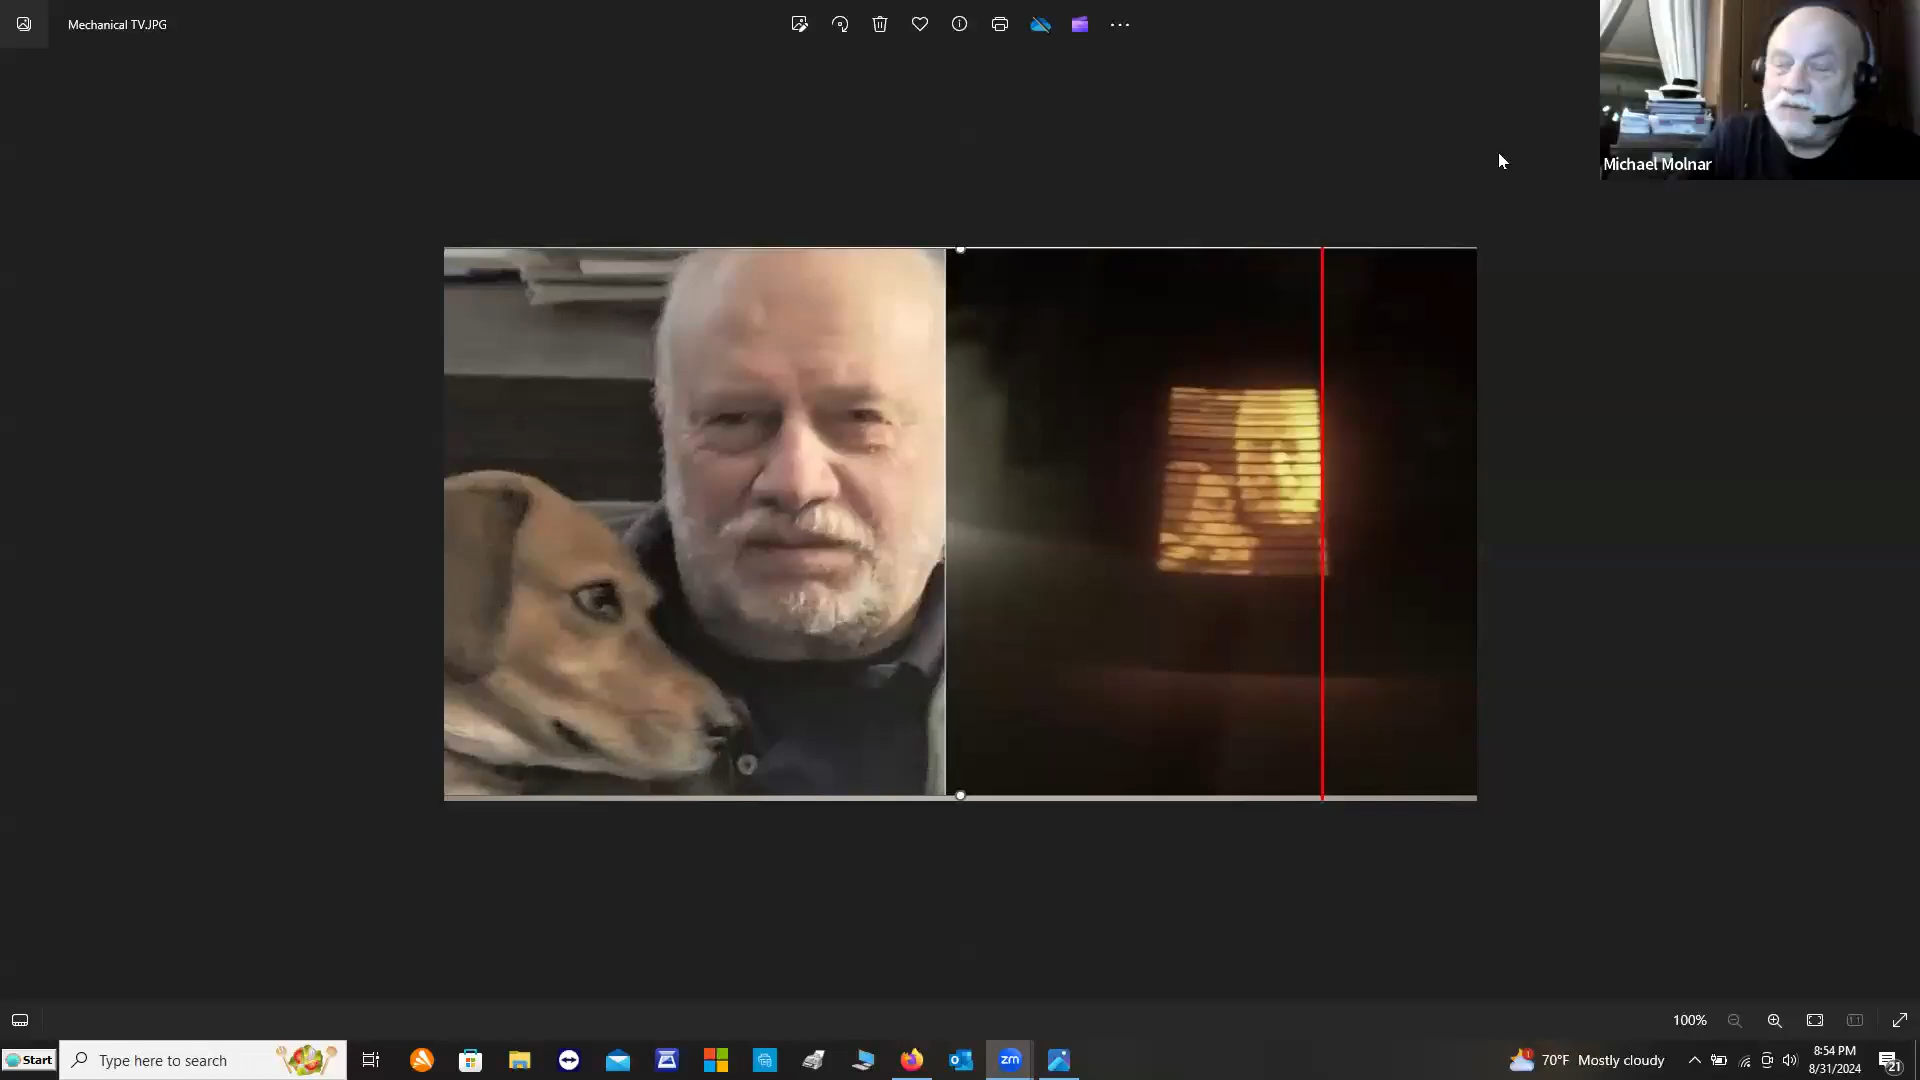 Mechanical TV.JPG
Michael Molnar
100%
Start
Type here to search
zm
70°F Mostly cloudy
8:54 PM
8/31/2024
21